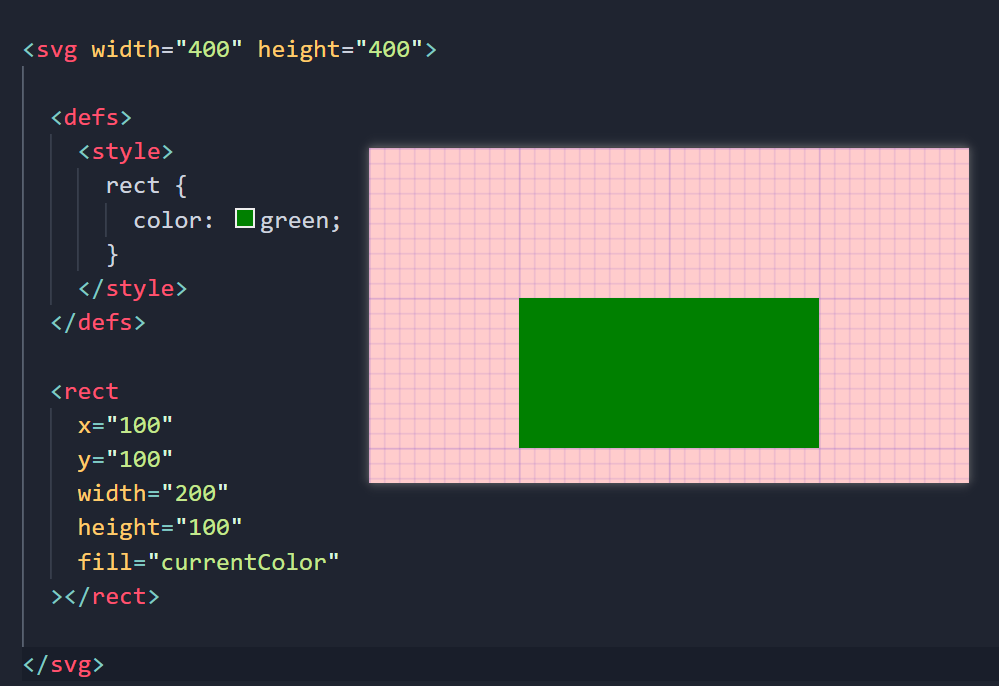 <svg width="400" height="400">
<defs>
<style>
rect {
color: green;
}
</style>
</defs>
<rect
x="100"
y="100"
width="200"
height="100"
fill="currentColor"
></rect>
</svg>